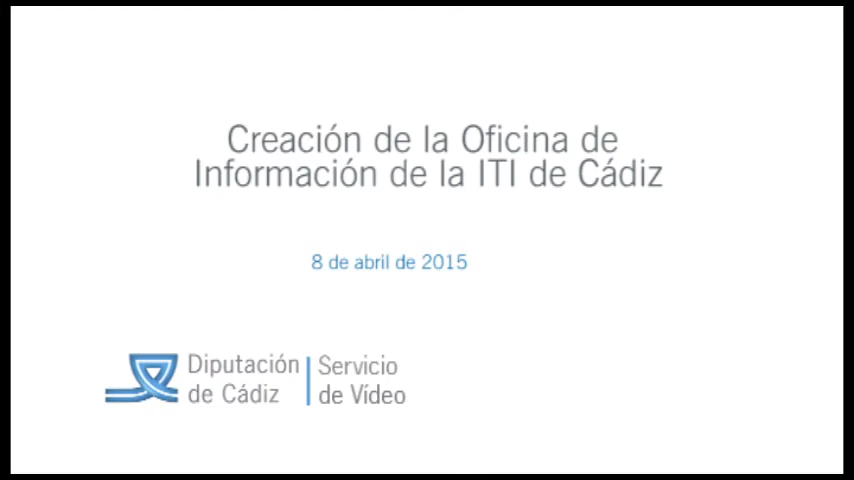 Creación de la Oficina de
Información de la ITI de Cádiz
8 de abril de 2015
Diputación
de Cádiz
Servicio
de Vídeo